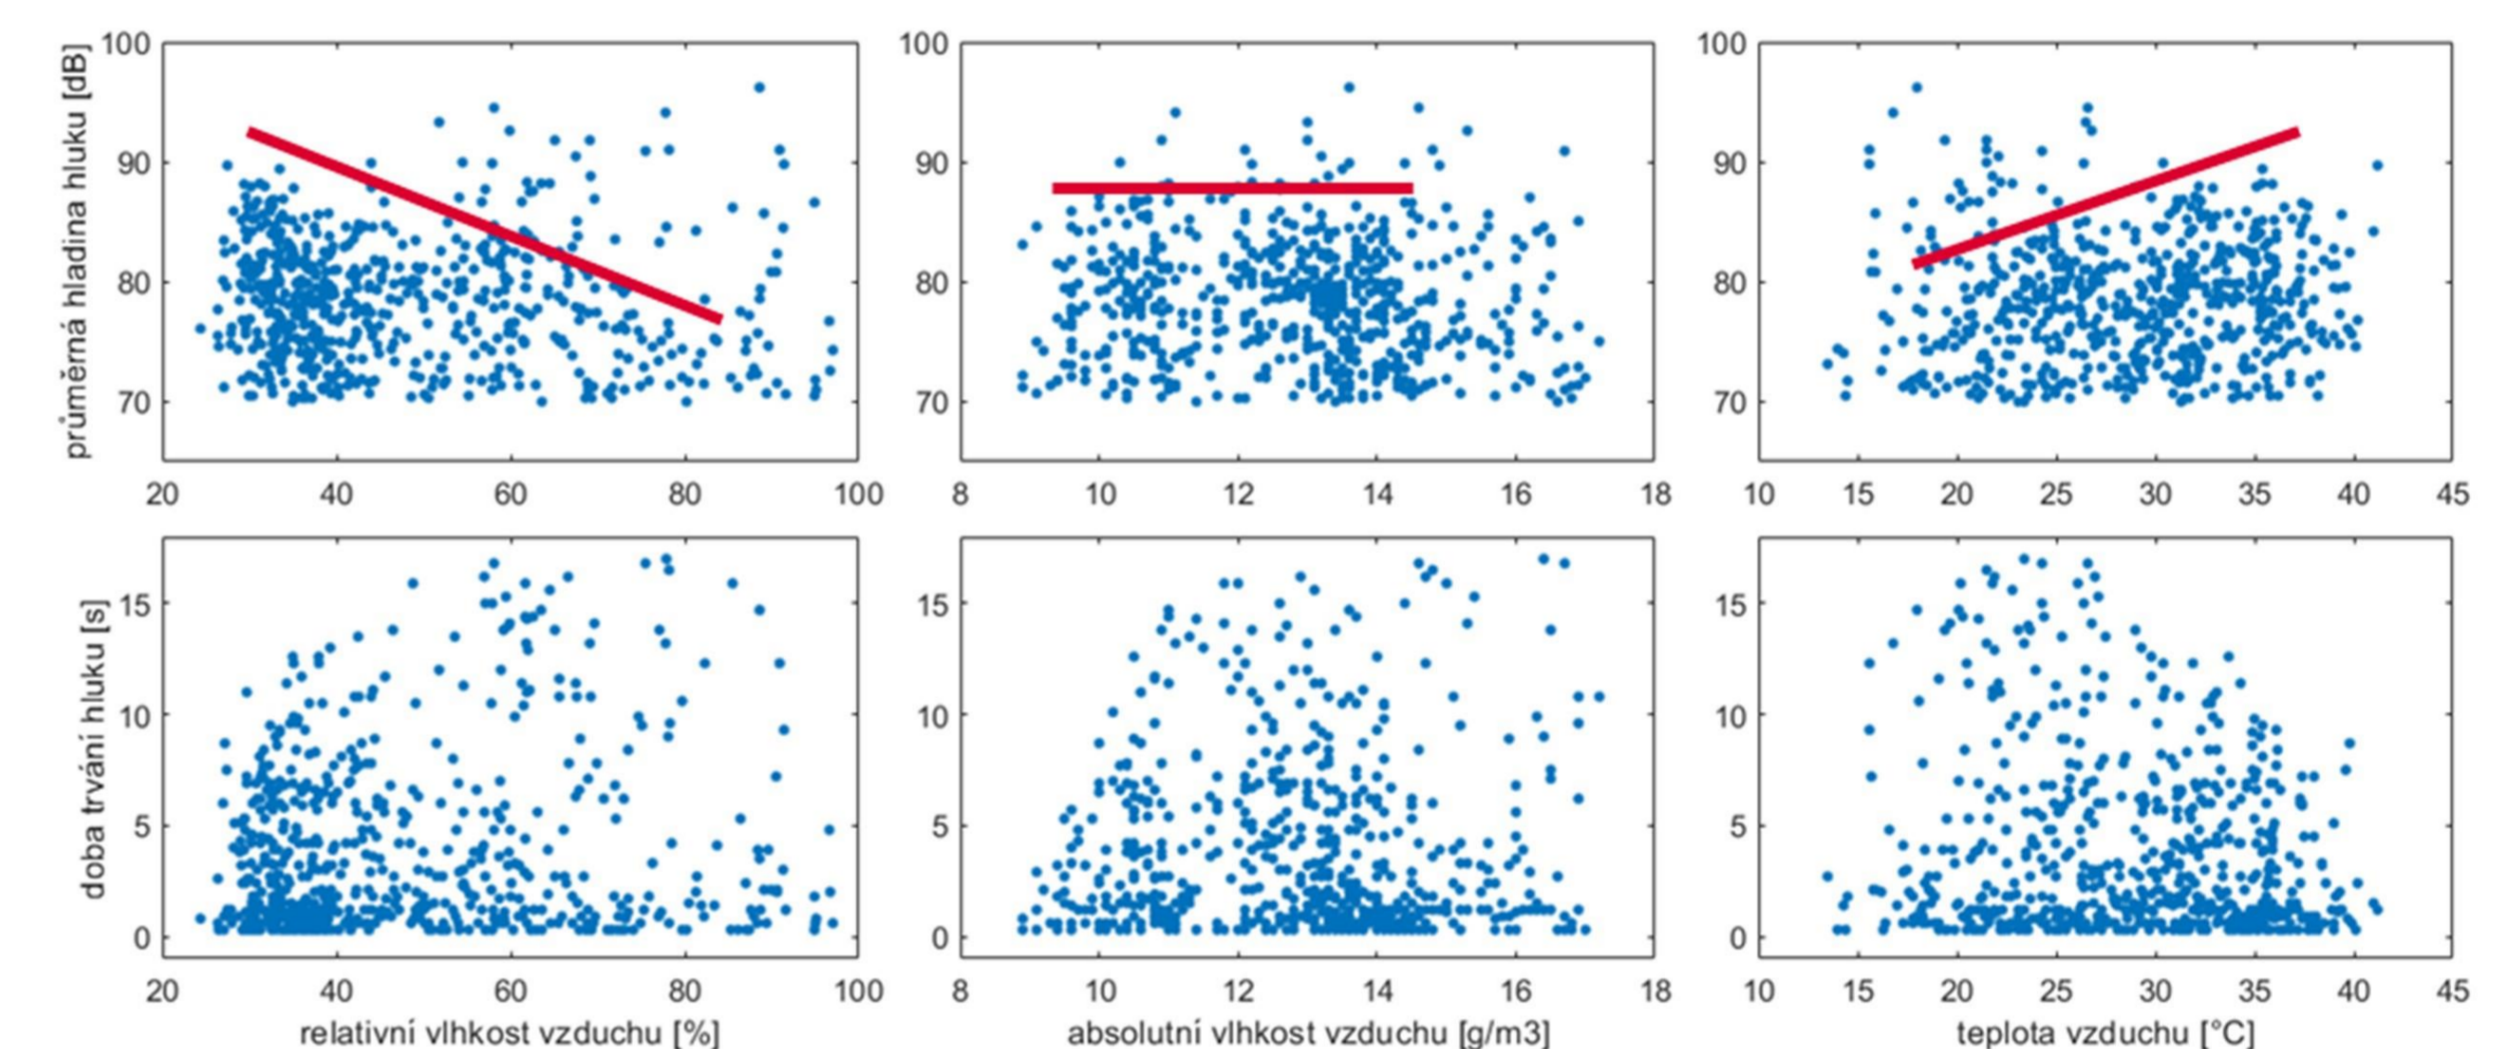 průměrná hladina hluku [dB]
100
90
80
70
20 40 60 80 100
100
90
80
70
8 10 12 14 16 18
100
90
80
70
10 15 20 25 30 35 40 45
doba trvání hluku [s]
15
10
5
0
20 40 60 80 100
relativní vlhkost vzduchu [%]
15
10
5
0
8 10 12 14 16 18
absolutní vlhkost vzduchu [g/m3]
15
10
5
0
10 15 20 25 30 35 40 45
teplota vzduchu [°C]